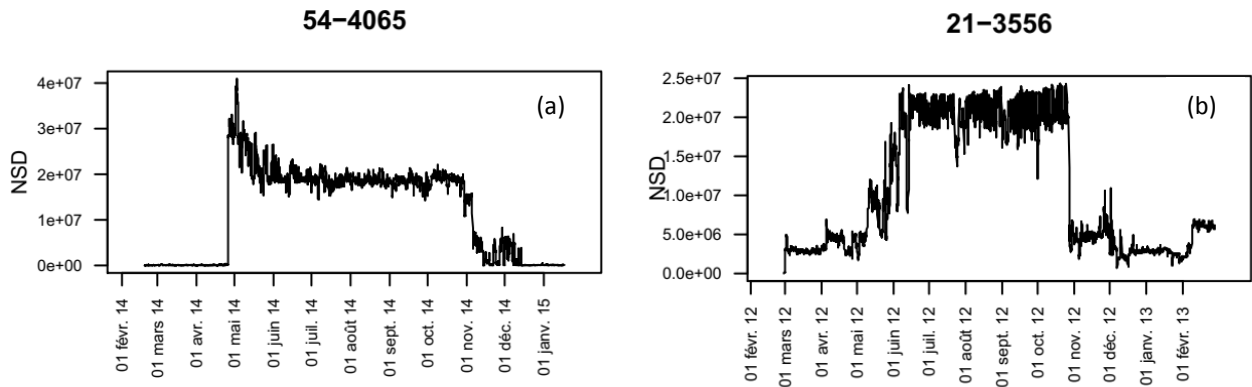 54−4065
4e+07
3e+07
2e+07
1e+07
0e+00
NSD
(a)
01 févr. 14
01 mars 14
01 avr. 14
01 mai 14
01 juin 14
01 juil. 14
01 août 14
01 sept. 14
01 oct. 14
01 nov. 14
01 déc. 14
01 janv. 15
21−3556
2.5e+07
2.0e+07
1.5e+07
1.0e+07
5.0e+06
0.0e+00
NSD
(b)
01 févr. 12
01 mars 12
01 avr. 12
01 mai 12
01 juin 12
01 juil. 12
01 août 12
01 sept. 12
01 oct. 12
01 nov. 12
01 déc. 12
01 janv. 13
01 févr. 13